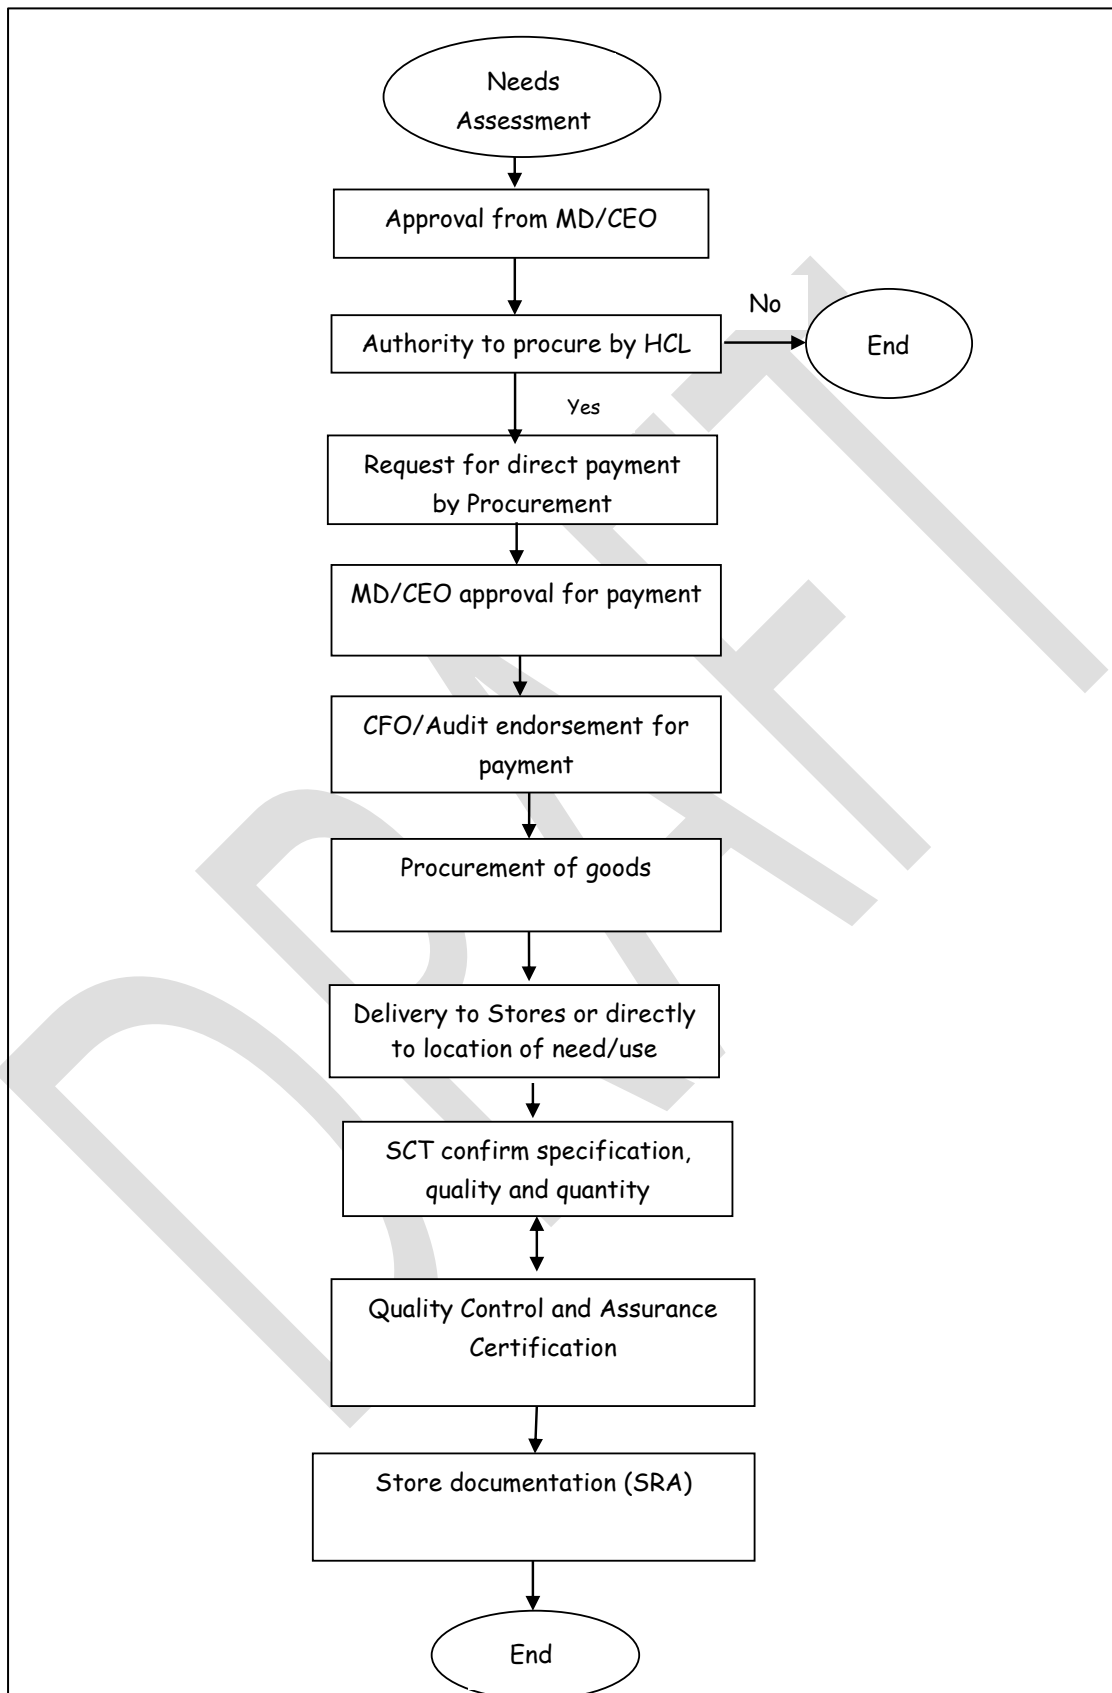 Needs
Assessment
Approval from MD/CEO
No
Authority to procure by HCL
End
Yes
Request for direct payment
by Procurement
MD/CEO approval for payment
CFO/Audit endorsement for
payment
Procurement of goods
Delivery to Stores or directly
to location of need/use
SCT confirm specification,
quality and quantity
Quality Control and Assurance
Certification
Store documentation (SRA)
End
DRAFT